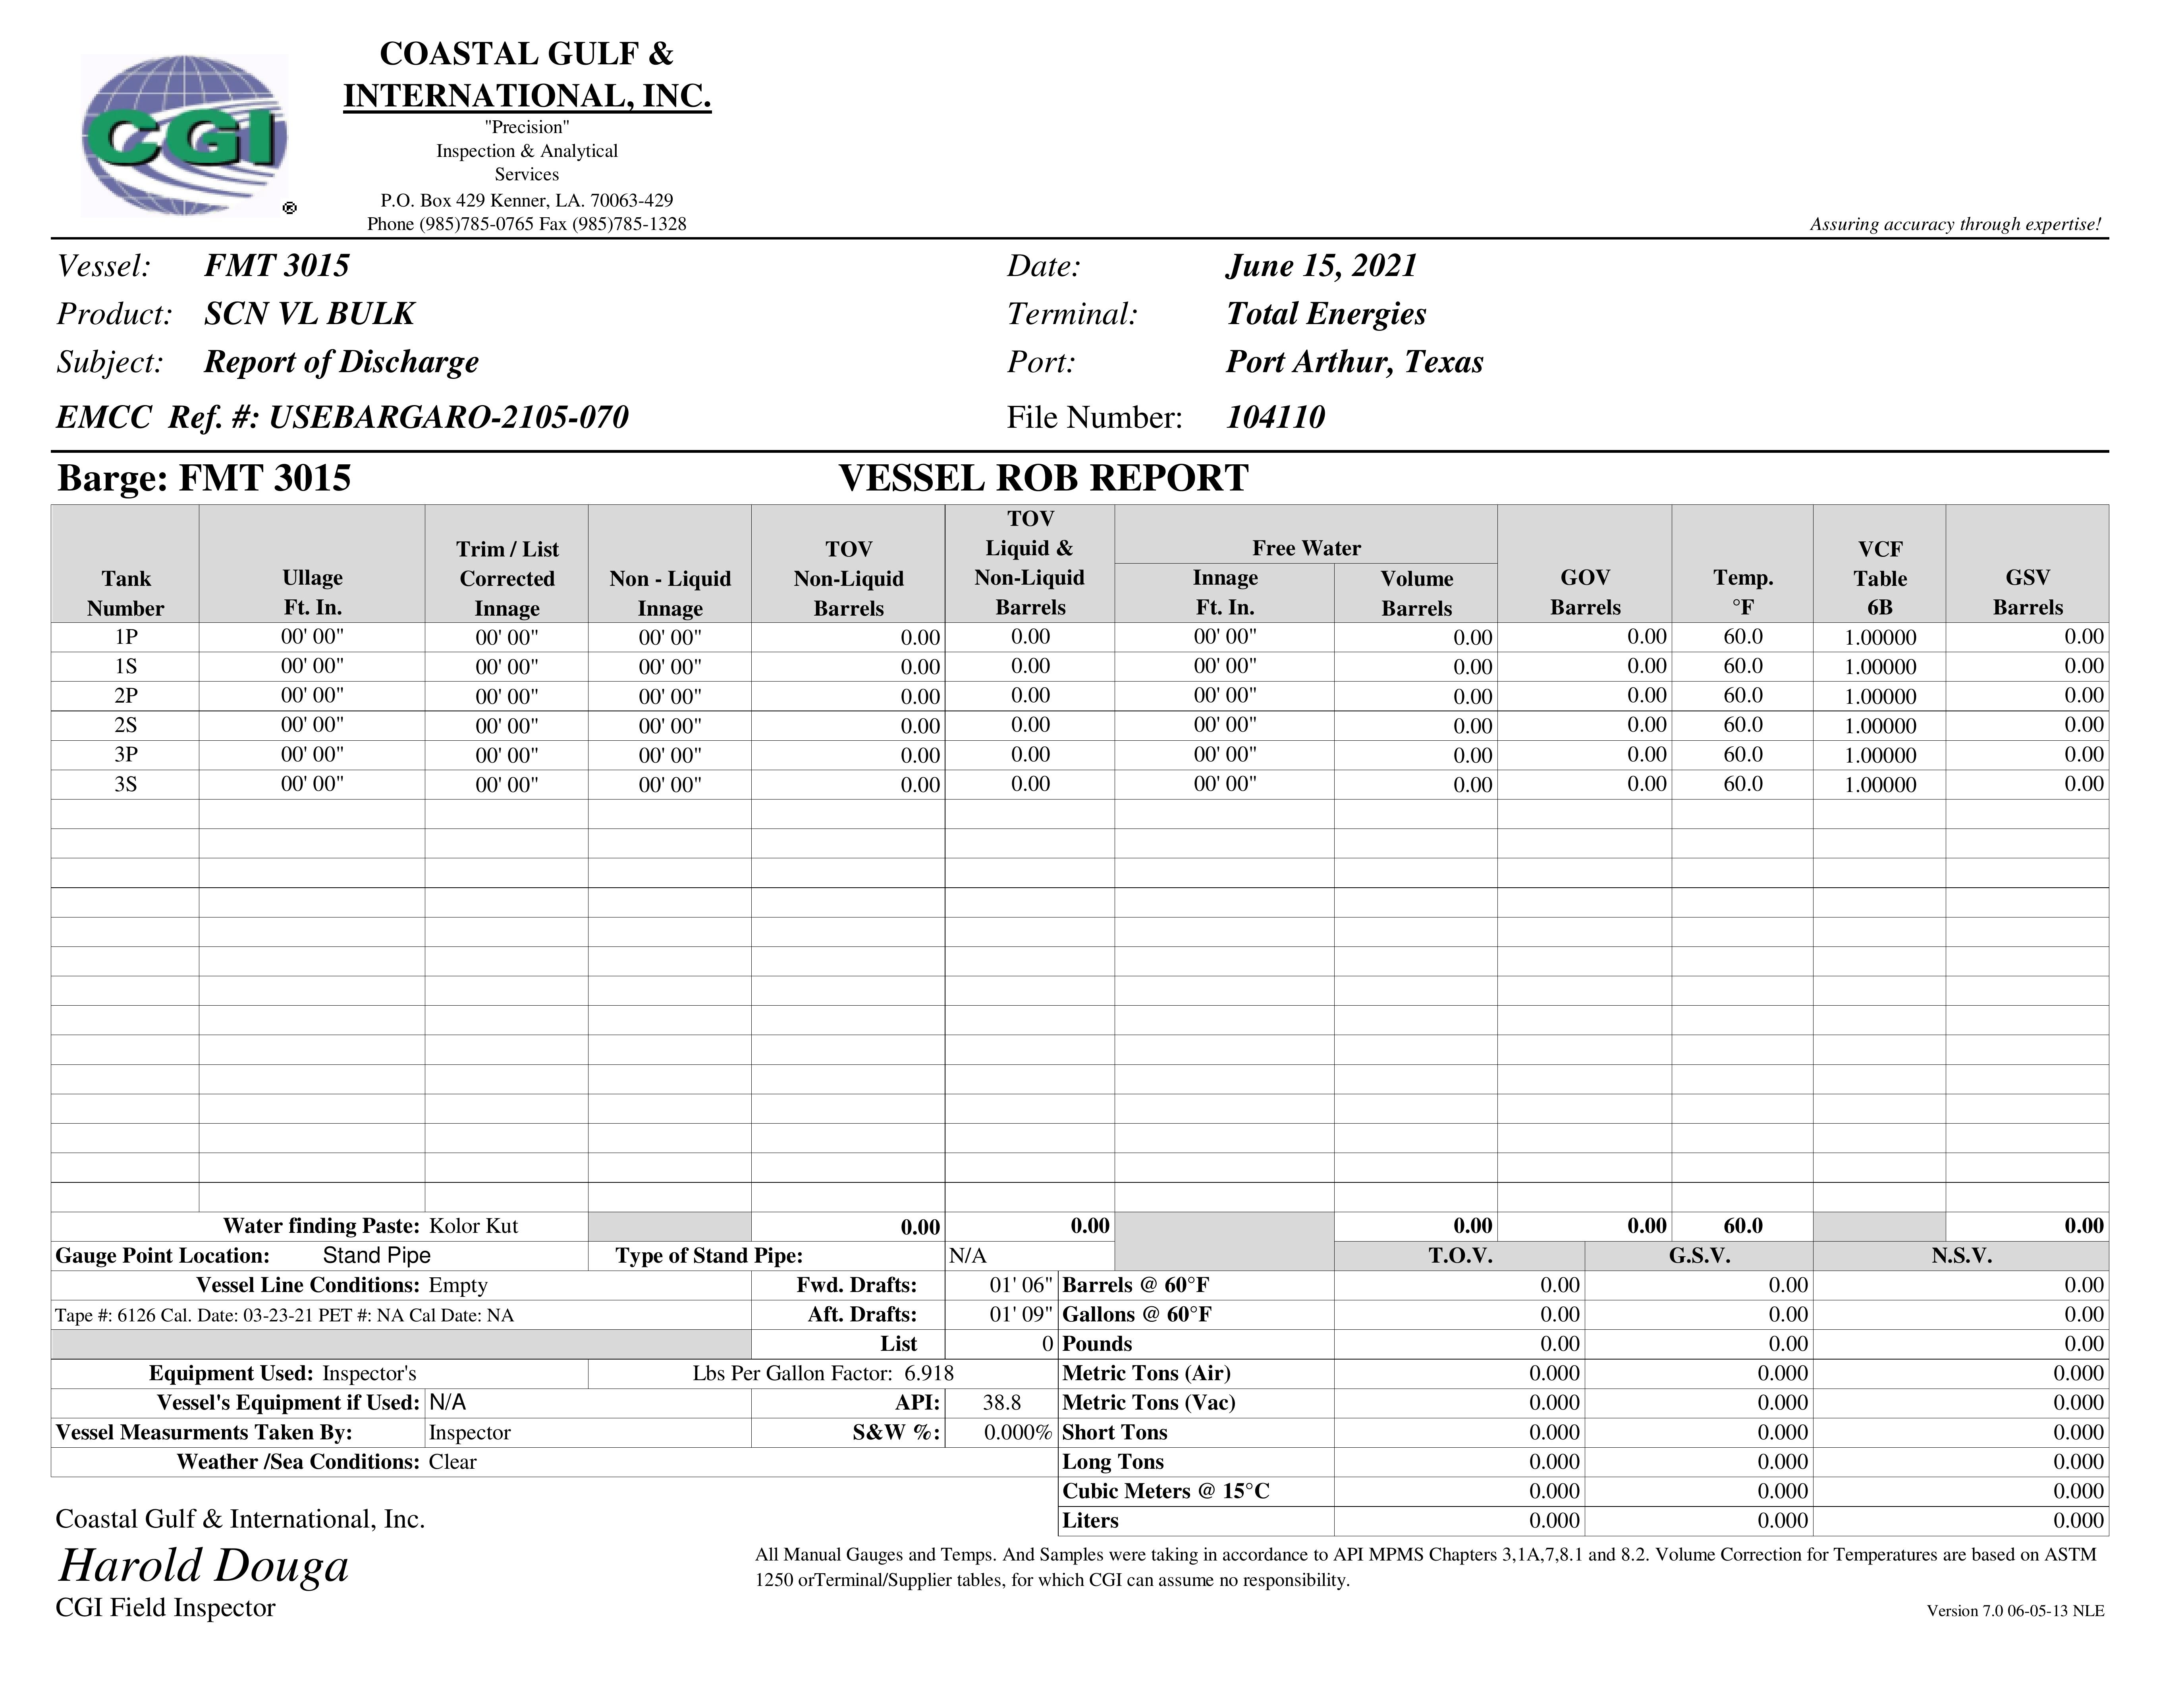 COASTAL GULF &
INTERNATIONAL, INC.
"Precision"
Inspection & Analytical
Services
P.O. Box 429 Kenner, LA. 70063-429
Phone (985)785-0765 Fax (985)785-1328
CGI
®
Assuring accuracy through expertise!
Vessel: FMT 3015 Date: June 15, 2021
Product: SCN VL BULK Terminal: Total Energies
Subject: Report of Discharge Port: Port Arthur, Texas
EMCC Ref. #: USEBARGARO-2105-070 File Number: 104110
Barge: FMT 3015 VESSEL ROB REPORT
Tank Number Ullage Ft. In. Trim / List Corrected Innage Non - Liquid Innage TOV Non-Liquid Barrels TOV Liquid & Non-Liquid Barrels Free Water Innage Ft. In. Volume Barrels GOV Barrels Temp. °F VCF Table 6B GSV Barrels
1P 00' 00" 00' 00" 00' 00" 0.00 0.00 00' 00" 0.00 0.00 60.0 1.00000 0.00
1S 00' 00" 00' 00" 00' 00" 0.00 0.00 00' 00" 0.00 0.00 60.0 1.00000 0.00
2P 00' 00" 00' 00" 00' 00" 0.00 0.00 00' 00" 0.00 0.00 60.0 1.00000 0.00
2S 00' 00" 00' 00" 00' 00" 0.00 0.00 00' 00" 0.00 0.00 60.0 1.00000 0.00
3P 00' 00" 00' 00" 00' 00" 0.00 0.00 00' 00" 0.00 0.00 60.0 1.00000 0.00
3S 00' 00" 00' 00" 00' 00" 0.00 0.00 00' 00" 0.00 0.00 60.0 1.00000 0.00
Water finding Paste: Kolor Kut 0.00 0.00 0.00 0.00 60.0 0.00
Gauge Point Location: Stand Pipe Type of Stand Pipe: N/A T.O.V. G.S.V. N.S.V.
Vessel Line Conditions: Empty Fwd. Drafts: 01' 06" Barrels @ 60°F 0.00 0.00 0.00
Tape #: 6126 Cal. Date: 03-23-21 PET #: NA Cal Date: NA Aft. Drafts: 01' 09" Gallons @ 60°F 0.00 0.00 0.00
List 0 Pounds 0.00 0.00 0.00
Equipment Used: Inspector's Lbs Per Gallon Factor: 6.918 Metric Tons (Air) 0.000 0.000 0.000
Vessel's Equipment if Used: N/A API: 38.8 Metric Tons (Vac) 0.000 0.000 0.000
Vessel Measurments Taken By: Inspector S&W %: 0.000% Short Tons 0.000 0.000 0.000
Weather /Sea Conditions: Clear Long Tons 0.000 0.000 0.000
Cubic Meters @ 15°C 0.000 0.000 0.000
Liters 0.000 0.000 0.000
Coastal Gulf & International, Inc.
Harold Douga
CGI Field Inspector
All Manual Gauges and Temps. And Samples were taking in accordance to API MPMS Chapters 3,1A,7,8.1 and 8.2. Volume Correction for Temperatures are based on ASTM
1250 orTerminal/Supplier tables, for which CGI can assume no responsibility.
Version 7.0 06-05-13 NLE